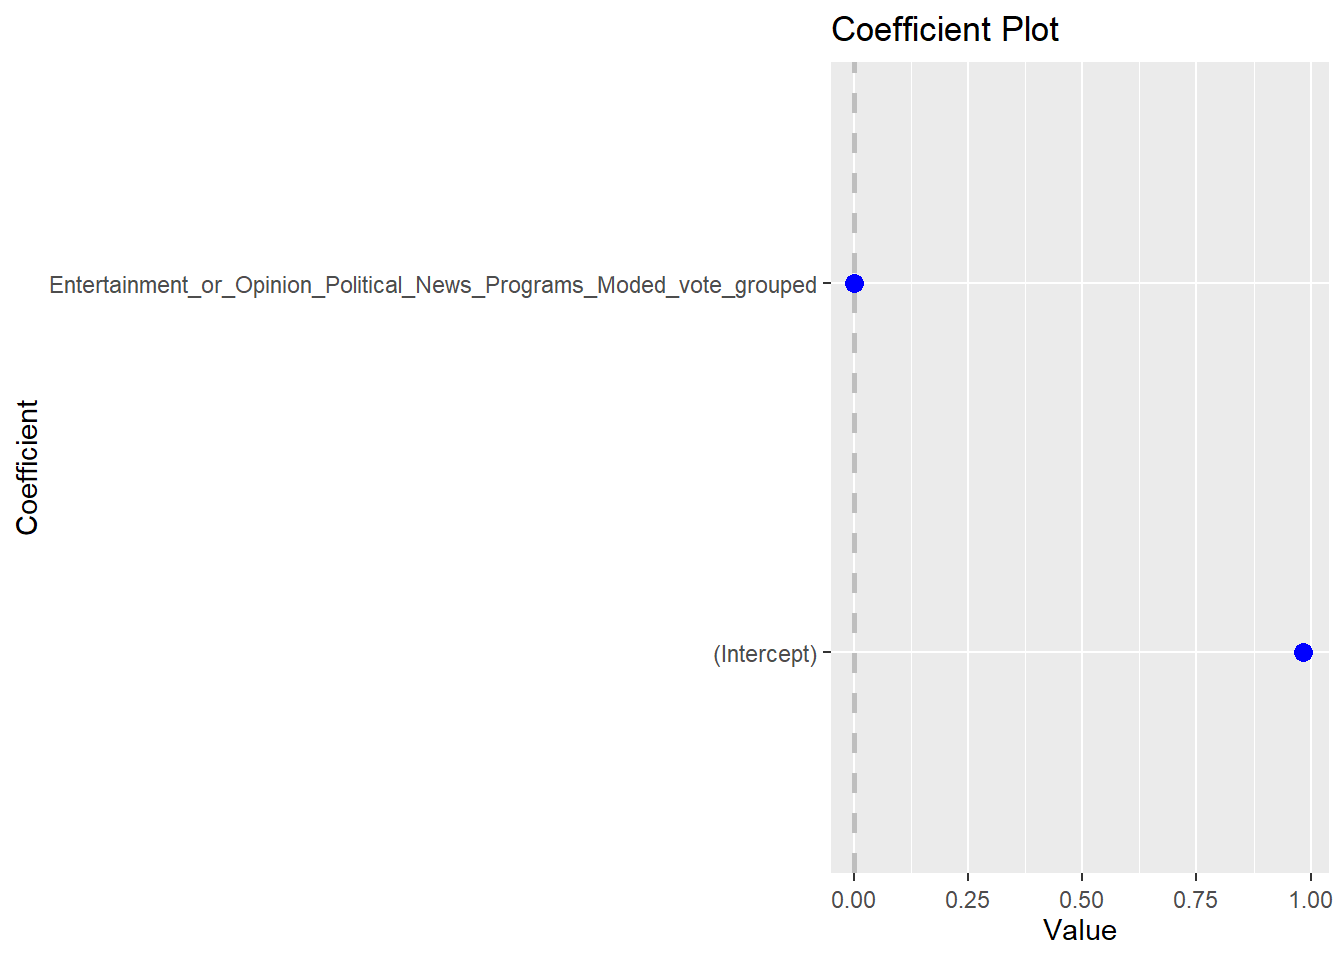 Coefficient Plot
Entertainment_or_Opinion_Political_News_Programs_Moded_vote_grouped
(Intercept)
Coefficient
0.00 0.25 0.50 0.75 1.00
Value